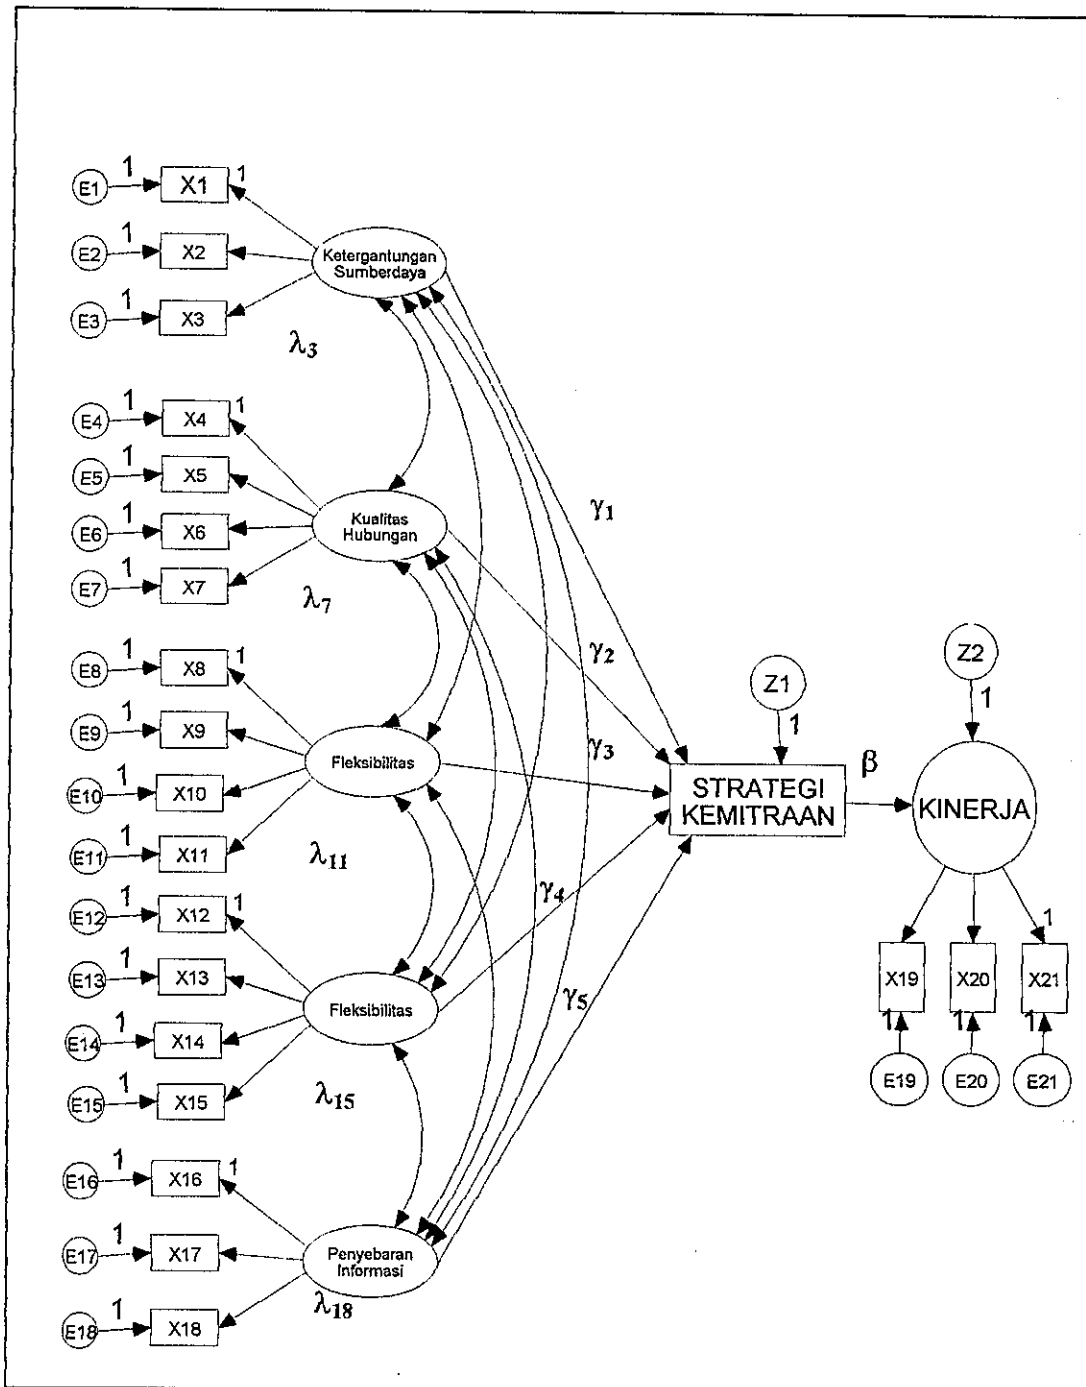 1
E1
X1
1
1
E2
X2
1
E3
X3
Ketergantungan
Sumberdaya
λ3
1
E4
X4
1
1
E5
X5
1
E6
X6
1
E7
X7
Kualitas
Hubungan
λ7
1
E8
X8
1
1
E9
X9
1
E10
X10
1
E11
X11
Fleksibilitas
λ11
1
E12
X12
1
1
E13
X13
1
E14
X14
1
E15
X15
Fleksibilitas
λ15
1
E16
X16
1
1
E17
X17
1
E18
X18
Penyebaran
Informasi
λ18
γ1
γ2
γ3
γ4
γ5
Z1
1
STRATEGI
KEMITRAAN
β
Z2
1
KINERJA
1
X19
X20
X21
1
1
1
E19
E20
E21